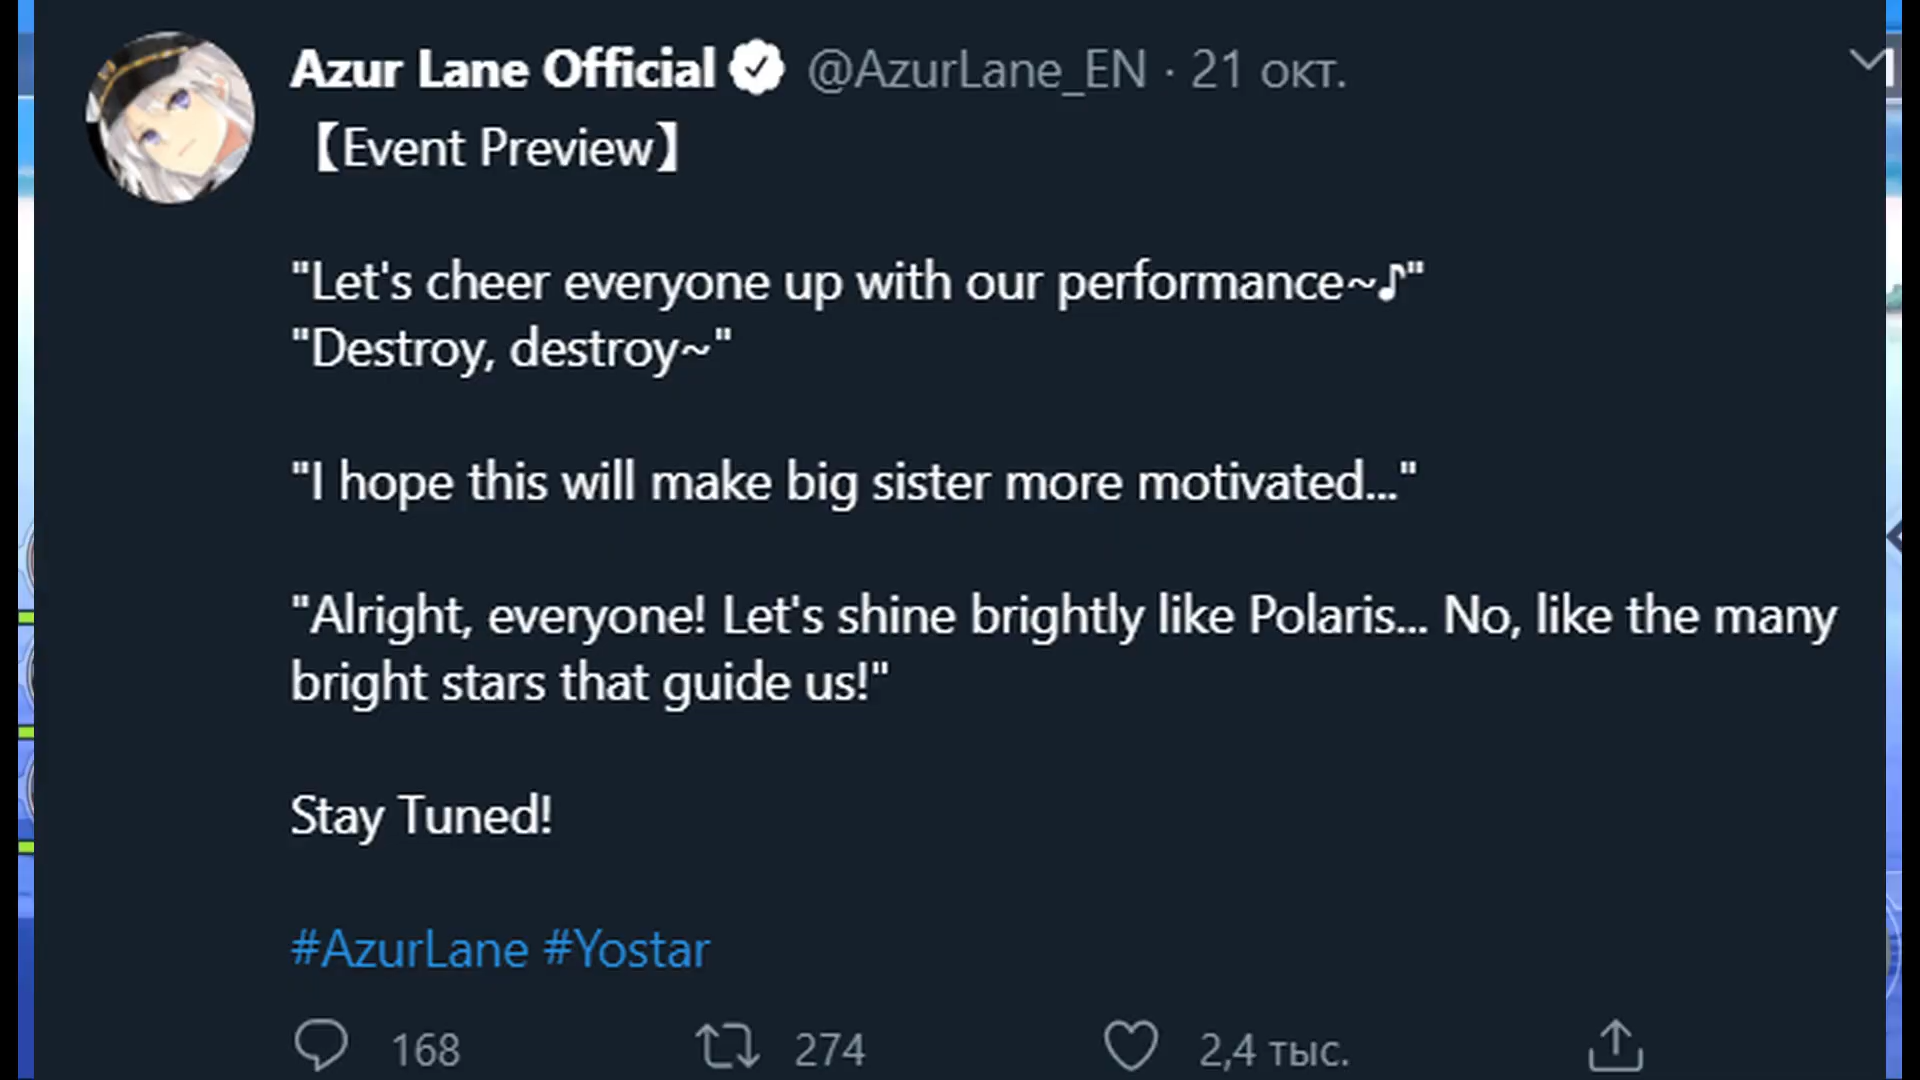 Azur Lane Official @AzurLane_EN · 21 окт.
【Event Preview】
"Let's cheer everyone up with our performance~♪"
"Destroy, destroy~"
"I hope this will make big sister more motivated..."
"Alright, everyone! Let's shine brightly like Polaris... No, like the many
bright stars that guide us!"
Stay Tuned!
#AzurLane #Yostar
168 274 2,4 тыс.